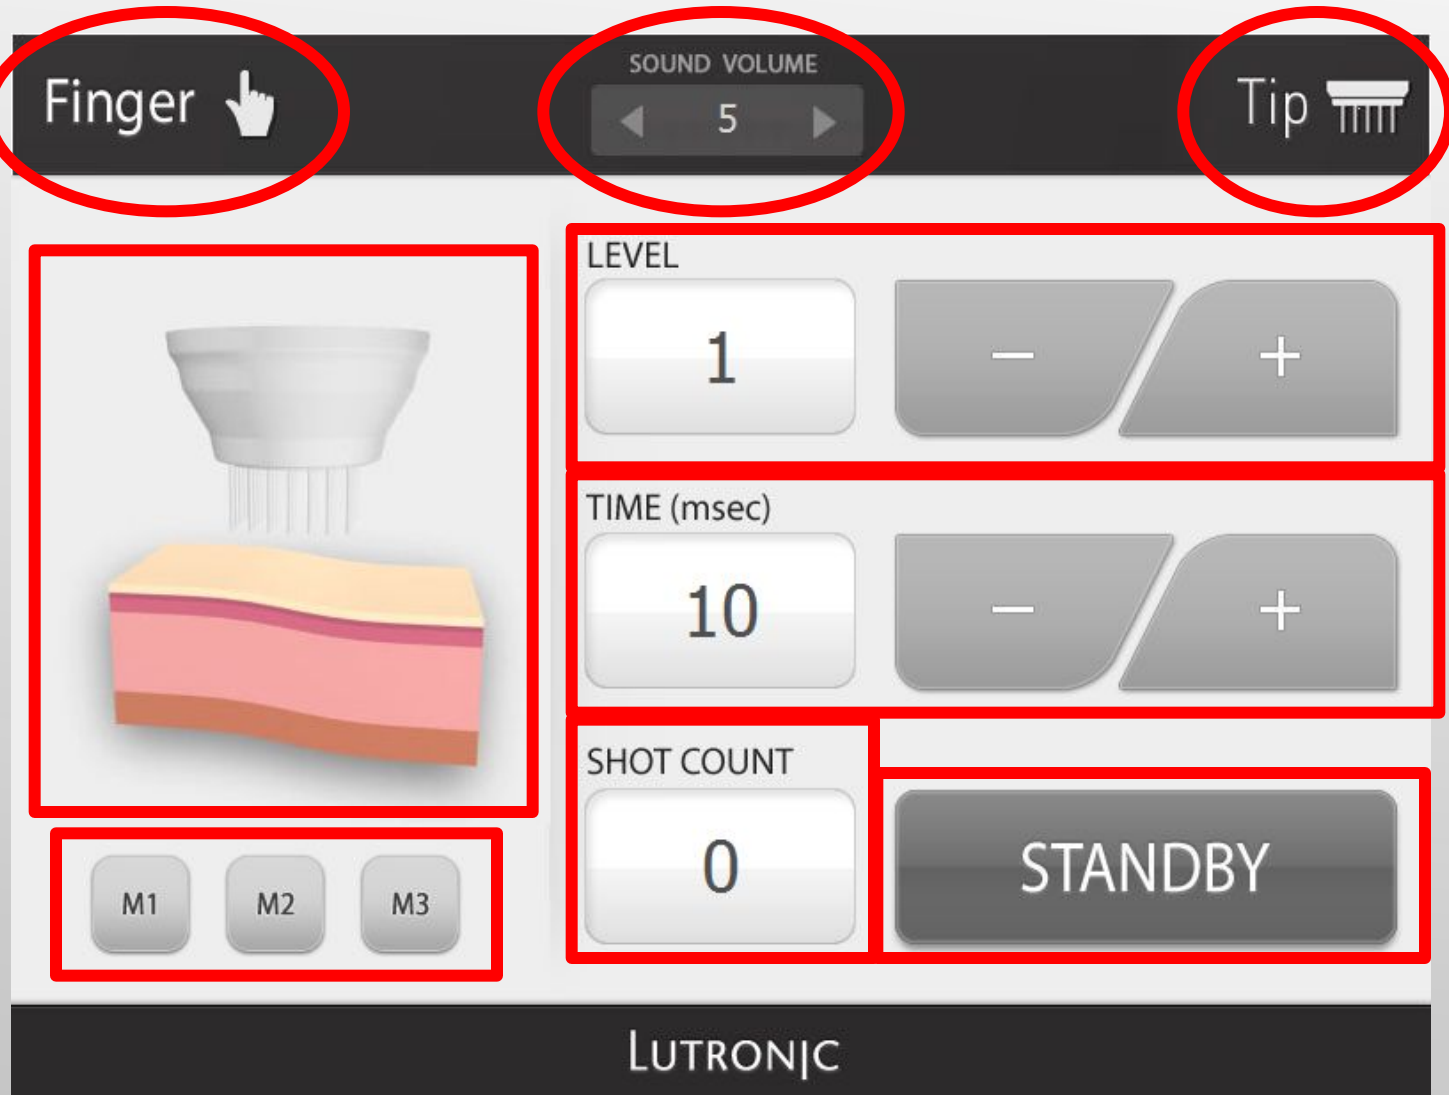 Finger
SOUND VOLUME
5
Tip
LEVEL
1
− +
TIME (msec)
10
− +
SHOT COUNT
0
STANDBY
M1 M2 M3
LUTRONIC